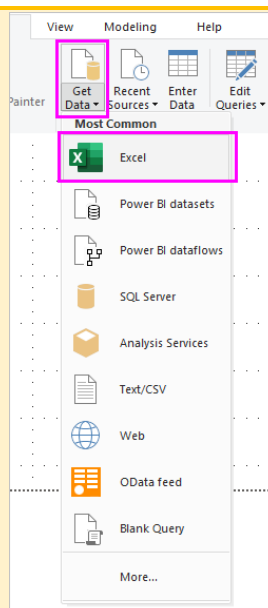 View Modeling Help
Painter
Get Data
Recent Sources
Enter Data
Edit Queries
Most Common
Excel
Power BI datasets
Power BI dataflows
SQL Server
Analysis Services
Text/CSV
Web
OData feed
Blank Query
More...